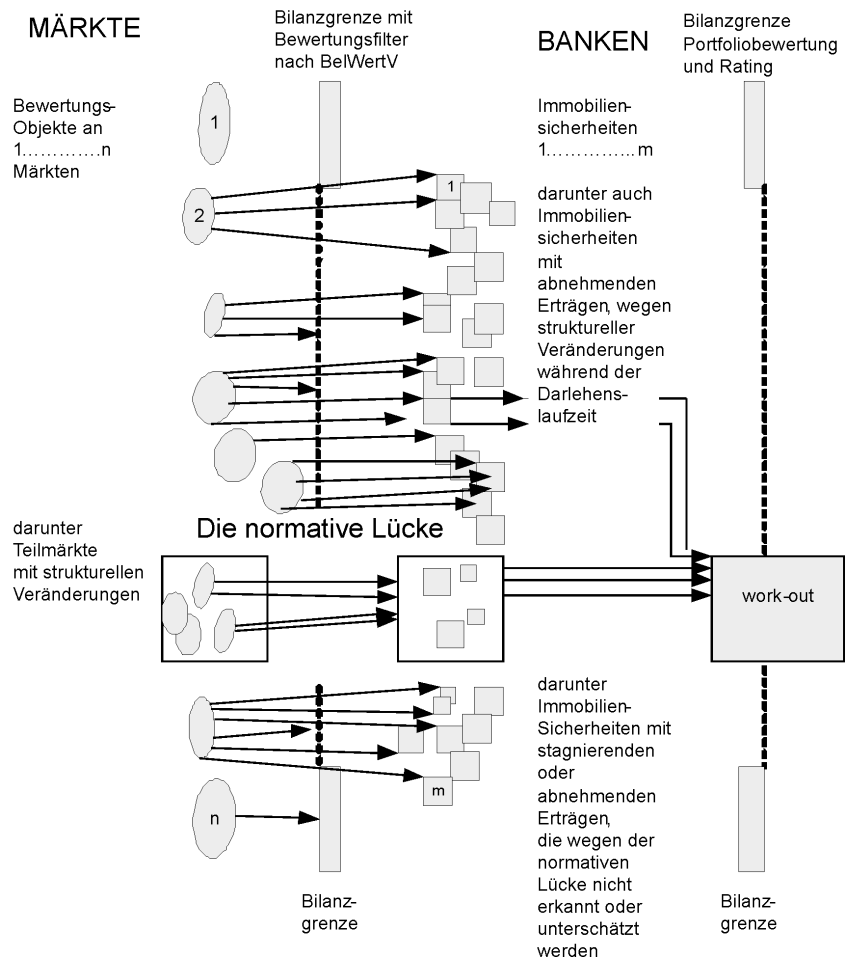 MÄRKTE
Bilanzgrenze mit
Bewertungsfilter
nach BelWertV
BANKEN
Bilanzgrenze
Portfoliobewertung
und Rating
Bewertungs-
Objekte an
1………….n
Märkten
1
Immobilien-
sicherheiten
1…………...m
2
1
darunter auch
Immobilien-
sicherheiten
mit
abnehmenden
Erträgen, wegen
struktureller
Veränderungen
während der
Darlehens-
laufzeit
Die normative Lücke
darunter
Teilmärkte
mit strukturellen
Veränderungen
work-out
darunter
Immobilien-
Sicherheiten mit
stagnierenden
oder
abnehmenden
Erträgen,
die wegen der
normativen
Lücke nicht
erkannt oder
unterschätzt
werden
m
n
Bilanz-
grenze
Bilanz-
grenze